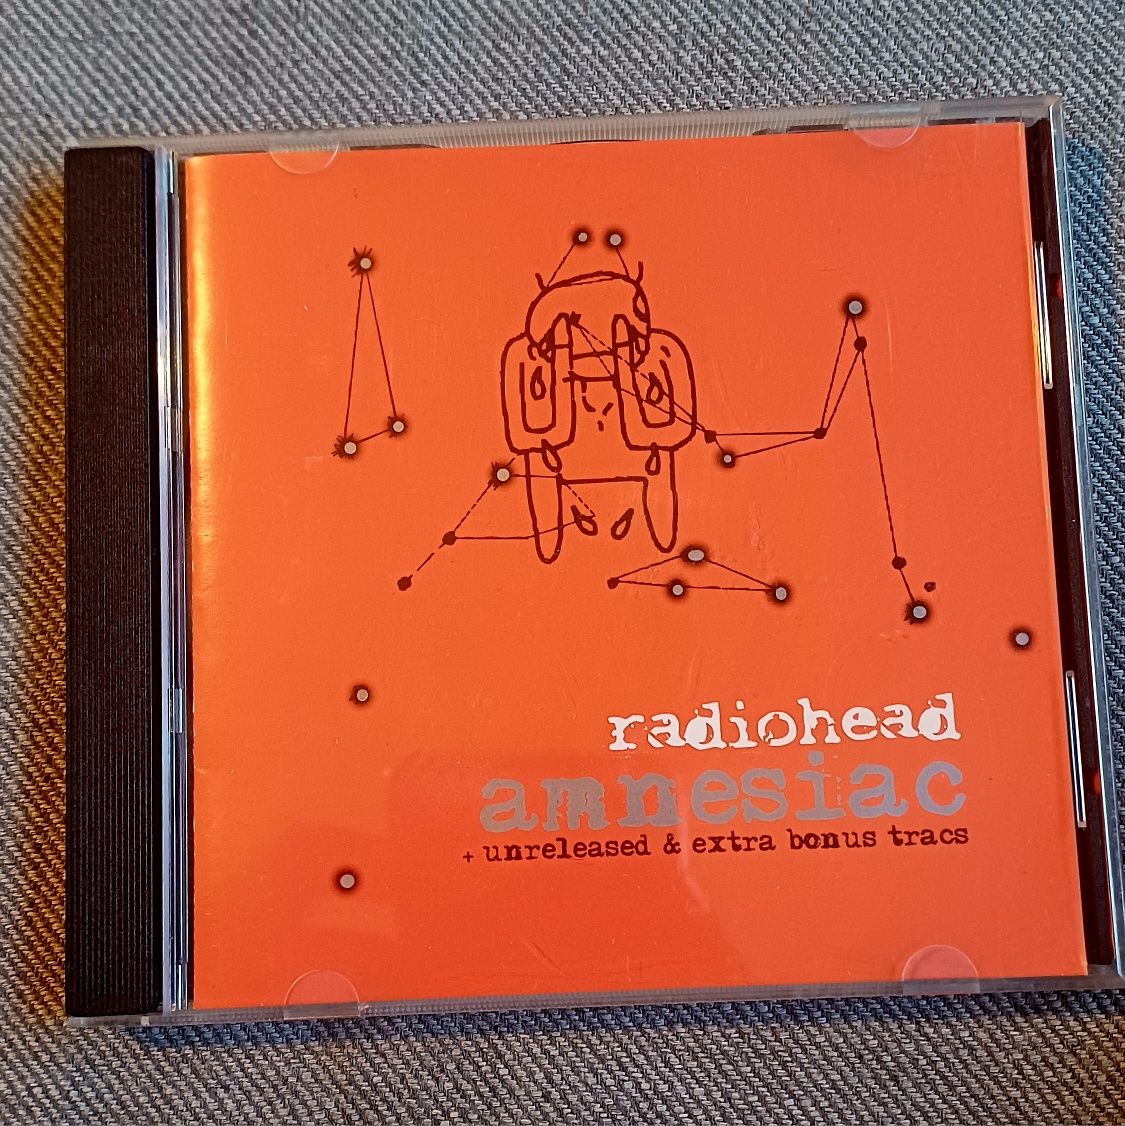 radiohead
amnesiac
+ unreleased & extra bonus tracs